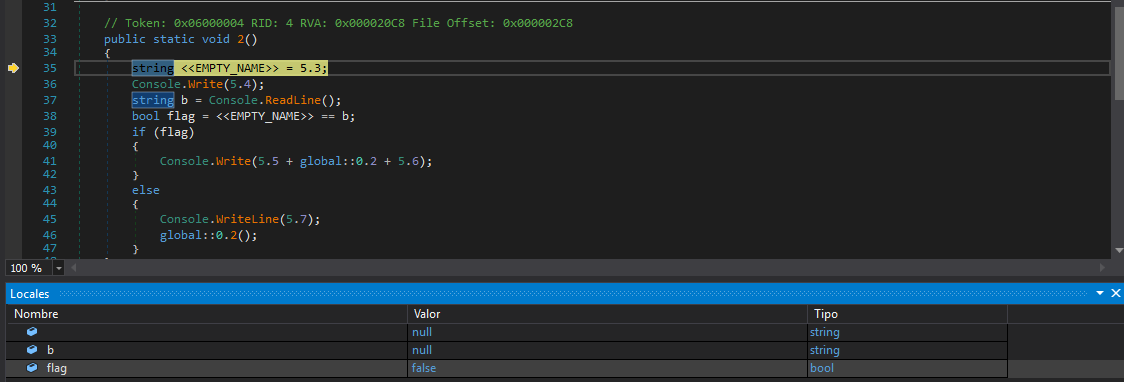 31
32 // Token: 0x06000004 RID: 4 RVA: 0x000020C8 File Offset: 0x000002C8
33 public static void 2()
34 {
35 string <<EMPTY_NAME>> = 5.3;
36 Console.Write(5.4);
37 string b = Console.ReadLine();
38 bool flag = <<EMPTY_NAME>> == b;
39 if (flag)
40 {
41 Console.Write(5.5 + global::0.2 + 5.6);
42 }
43 else
44 {
45 Console.WriteLine(5.7);
46 global::0.2();
47 }
100 %
Locales
Nombre Valor Tipo
null string
b null string
flag false bool